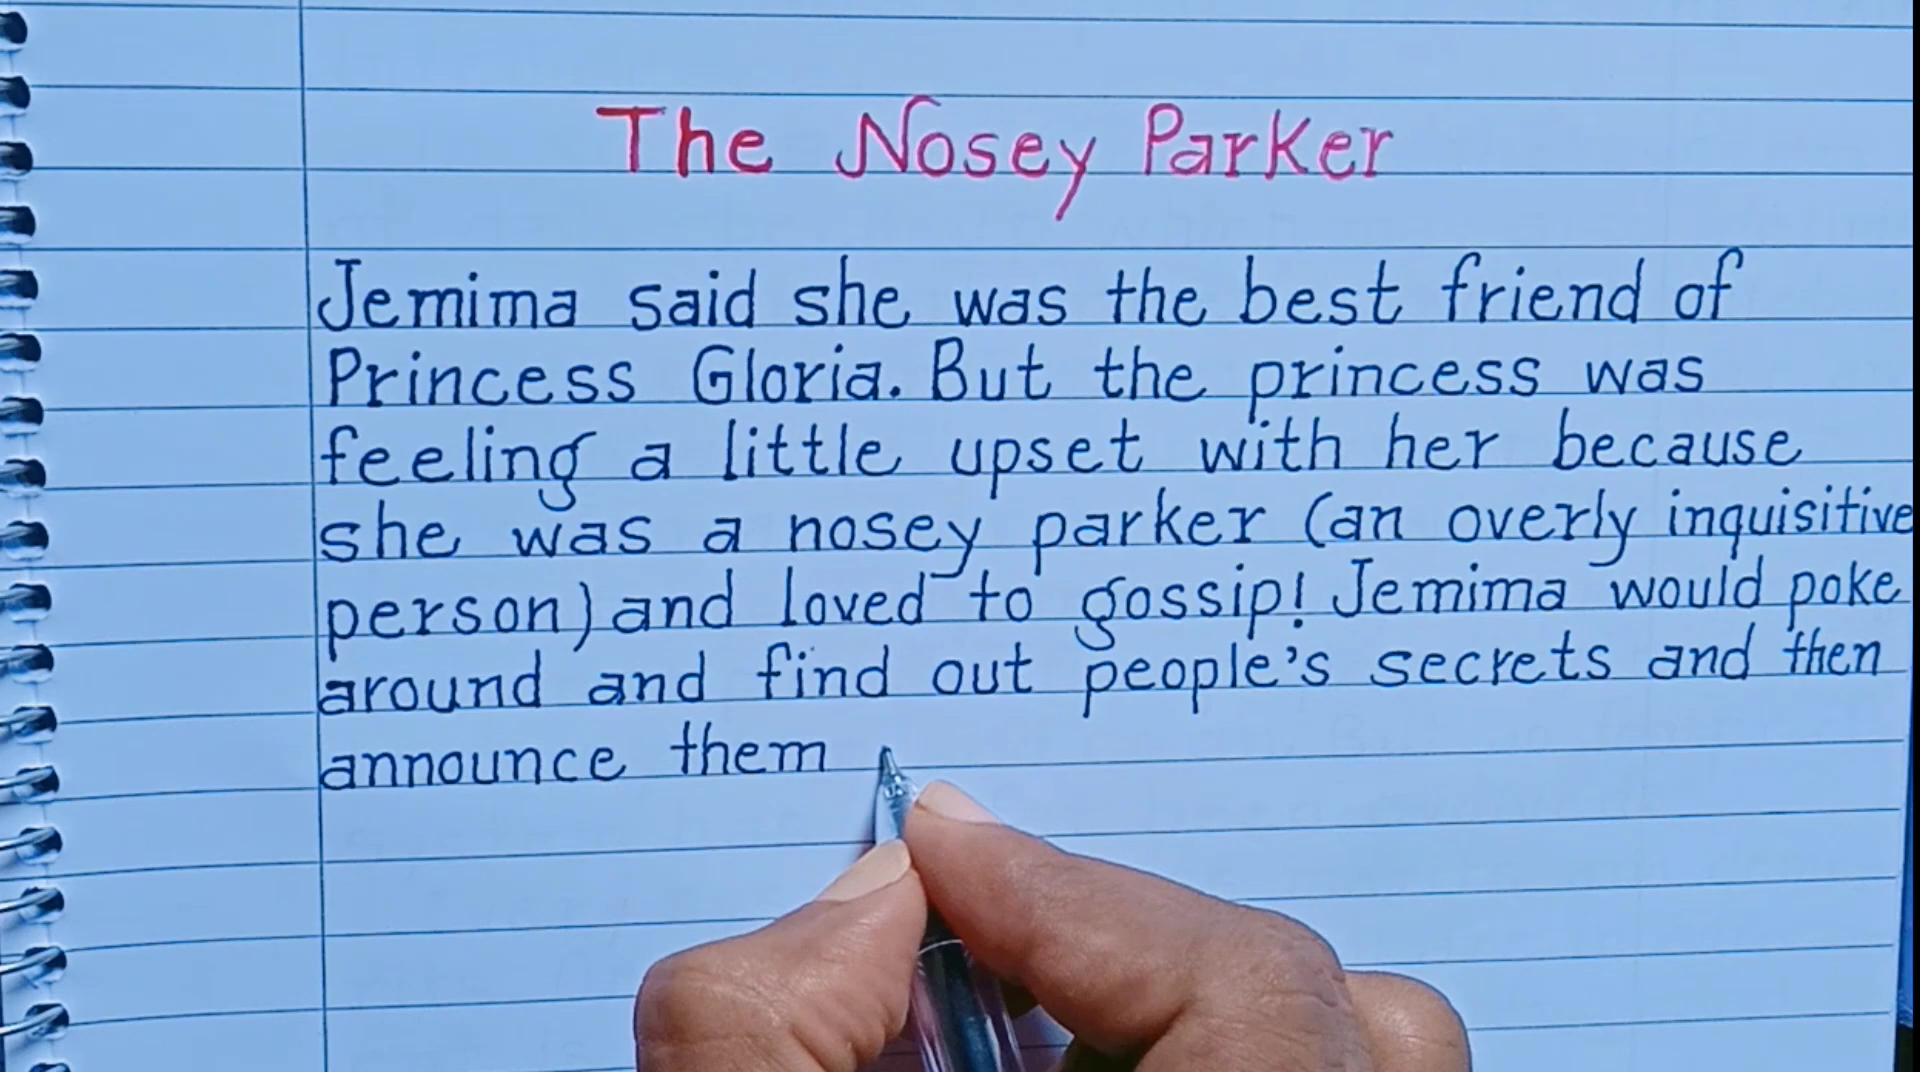 The Nosey Parker
Jemima said she was the best friend of
Princess Gloria. But the princess was
feeling a little upset with her because
she was a nosey parker (an overly inquisitive
person) and loved to gossip! Jemima would poke
around and find out people's secrets and then
announce them